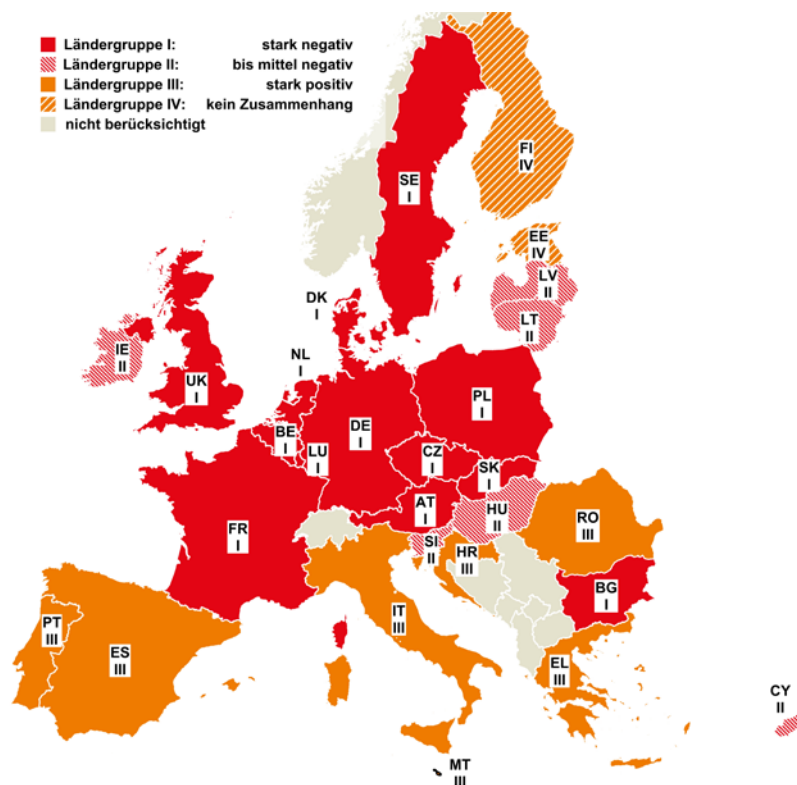 Ländergruppe I: stark negativ
Ländergruppe II: bis mittel negativ
Ländergruppe III: stark positiv
Ländergruppe IV: kein Zusammenhang
nicht berücksichtigt
FI
IV
SE
I
EE
IV
LV
II
LT
II
DK
I
IE
II
NL
I
UK
I
PL
I
BE
I
DE
I
LU
I
CZ
I
SK
I
AT
I
HU
II
FR
I
RO
III
SI
II
HR
III
BG
I
PT
III
ES
III
IT
III
EL
III
CY
II
MT
III